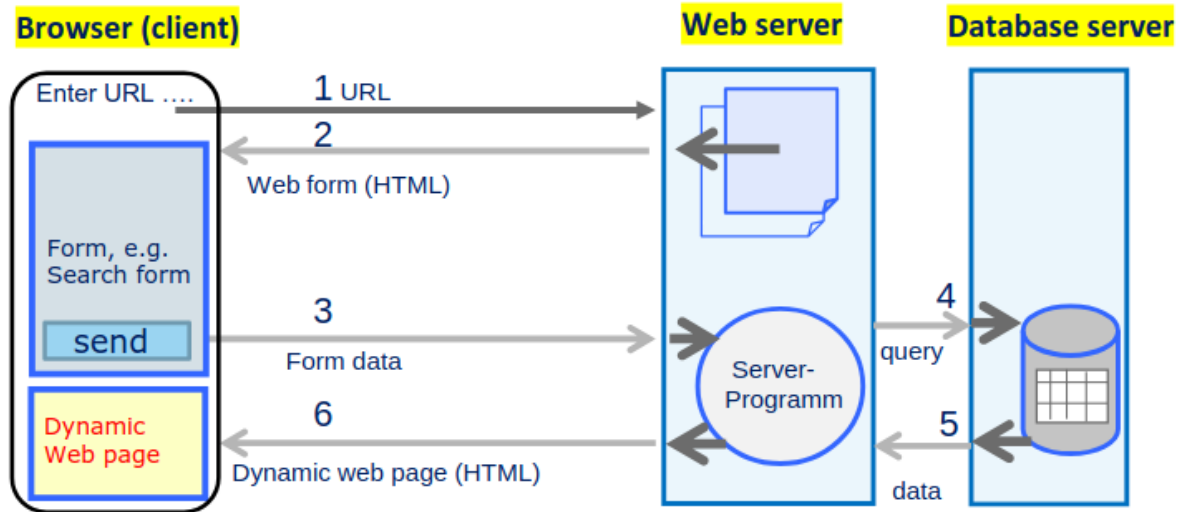 Browser (client)
Web server
Database server
Enter URL ....
1 URL
2
Web form (HTML)
Form, e.g.
Search form
send
3
Form data
4
query
Server-
Programm
5
data
6
Dynamic web page (HTML)
Dynamic
Web page